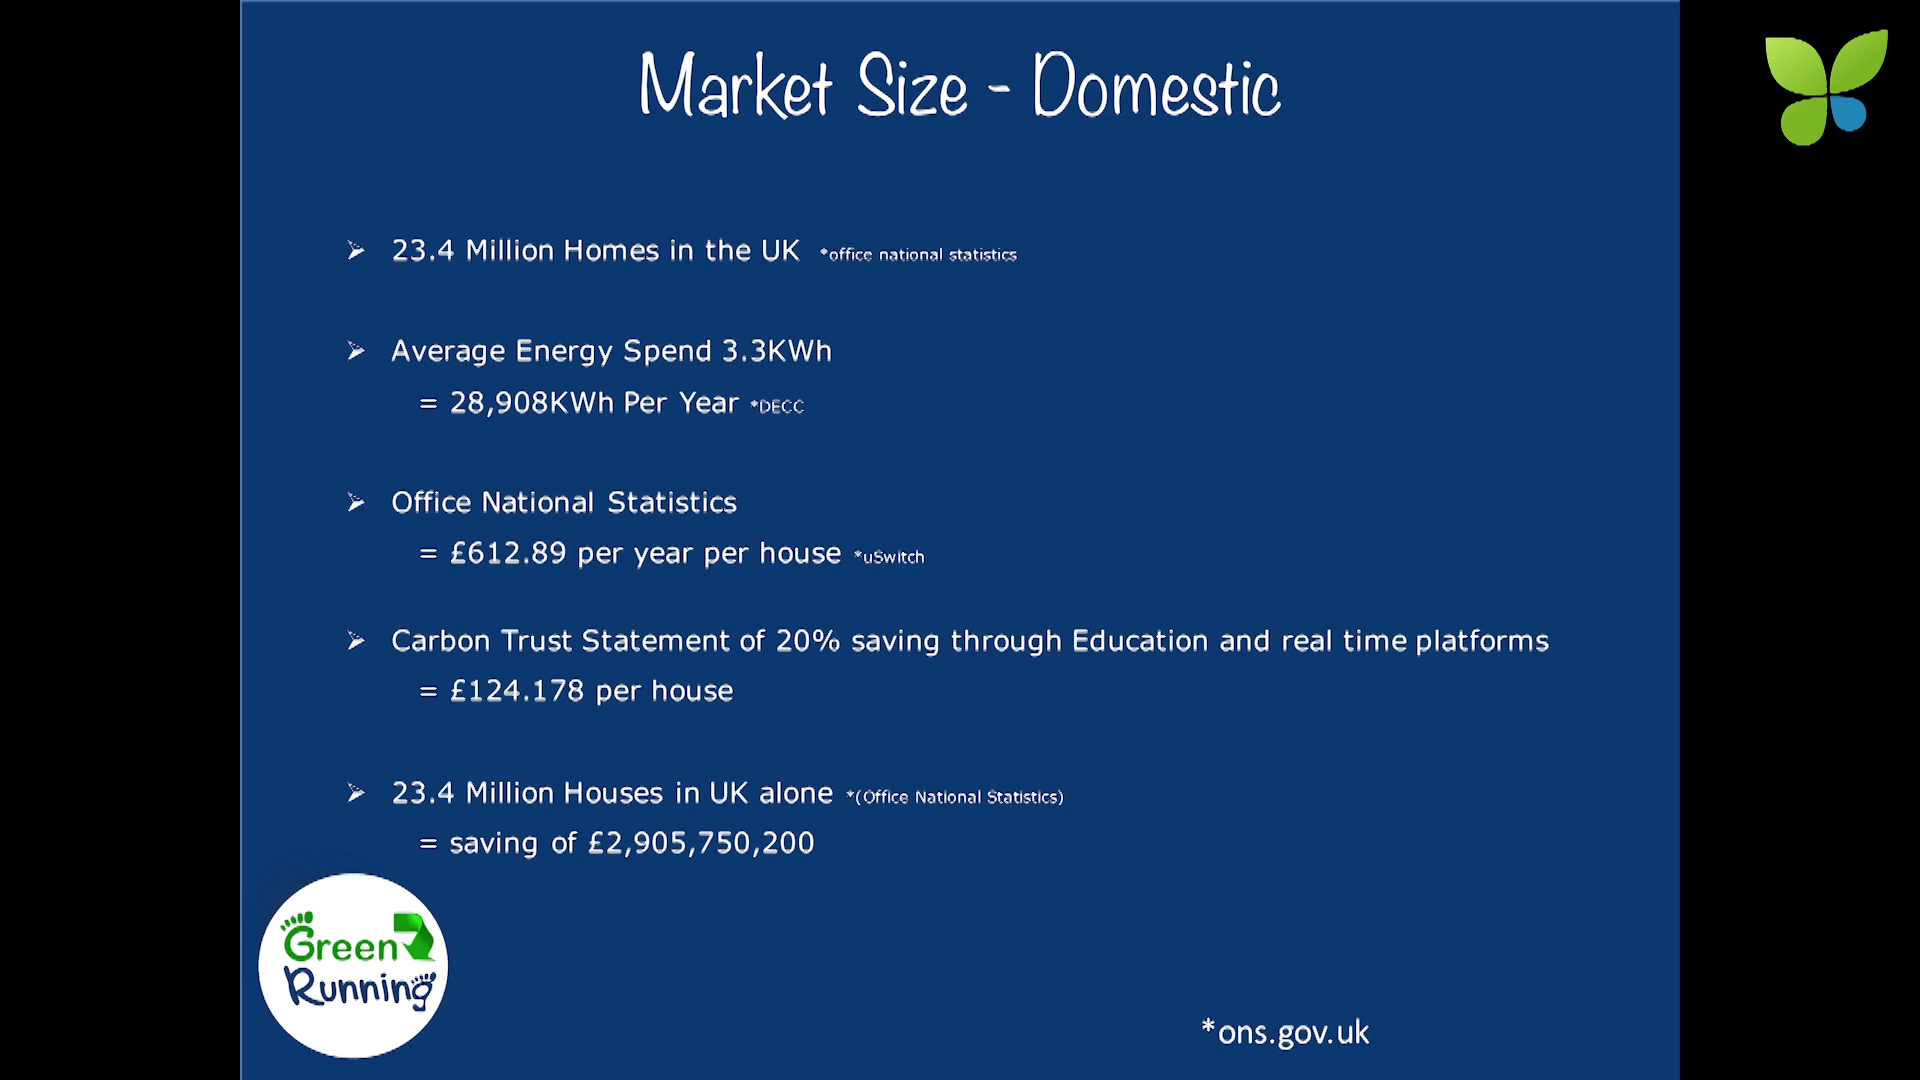 Market Size - Domestic
➢ 23.4 Million Homes in the UK *office national statistics
➢ Average Energy Spend 3.3KWh
= 28,908KWh Per Year *DECC
➢ Office National Statistics
= £612.89 per year per house *uSwitch
➢ Carbon Trust Statement of 20% saving through Education and real time platforms
= £124.178 per house
➢ 23.4 Million Houses in UK alone *(Office National Statistics)
= saving of £2,905,750,200
Green
Running
*ons.gov.uk